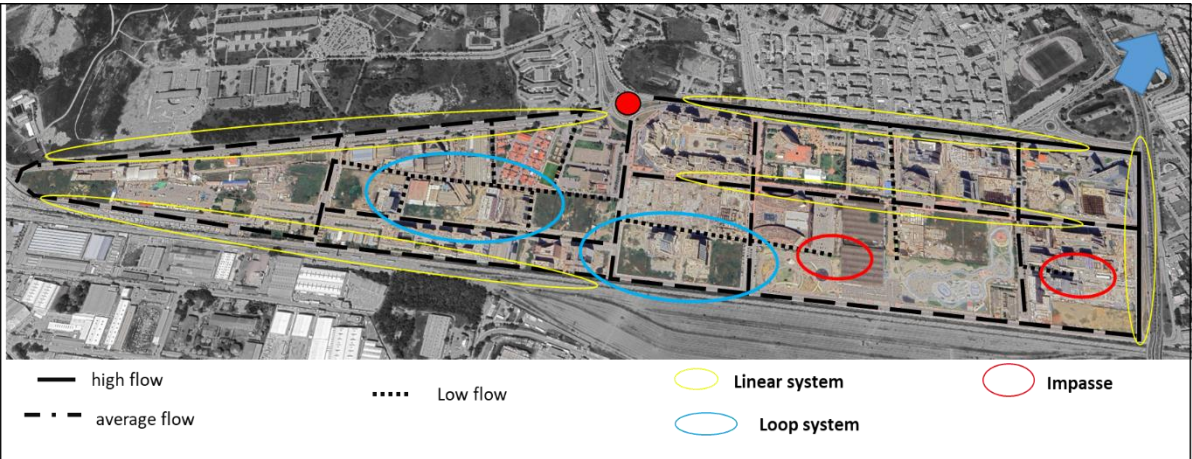 high flow
average flow
Low flow
Linear system
Loop system
Impasse